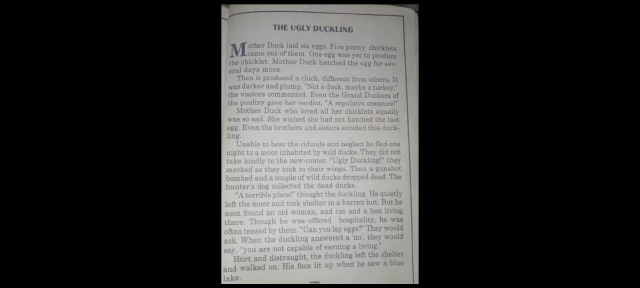 THE UGLY DUCKLING
Mother Duck laid six eggs. Five pretty chicklets
came out of them. One egg was yet to produce
the chicklet. Mother Duck hatched the egg for sev-
eral days more.
Then it produced a chick, different from others. It
was darker and plump. "Not a duck, maybe a turkey,"
the visitors commented. Even the Grand Duckers of
the poultry gave her verdict, "A repulsive creature!"
Mother Duck who loved all her chicklets equally
was so sad. She wished she had not hatched the last
egg. Even the brothers and sisters avoided this duck-
ling.
Unable to bear the ridicule and neglect he fled one
night to a moor inhabited by wild ducks. They did not
take kindly to the new-comer. "Ugly Duckling!" they
mocked as they took to their wings. Then a gunshot
bombed and a couple of wild ducks dropped dead. The
hunter's dog collected the dead ducks.
"A terrible place!" thought the duckling. He quietly
left the moor and took shelter in a barren hut. But he
soon found an old woman, and cat and a hen living
there. Though he was offered hospitality, he was
often teased by them. "Can you lay eggs?" They would
ask. When the duckling answered a 'no', they would
say, "you are not capable of earning a living."
Hurt and distraught, the duckling left the shelter
and walked on. His face lit up when he saw a blue
lake.